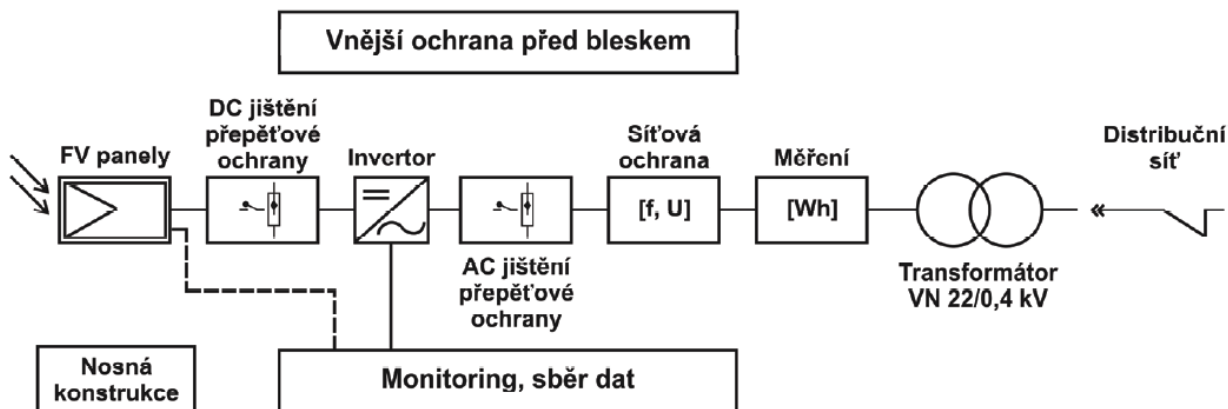 Vnější ochrana před bleskem
DC jištění
přepěťové
ochrany
FV panely
Invertor
Síťová
ochrana
Měření
Distribuční
síť
[f, U]
[Wh]
AC jištění
přepěťové
ochrany
Transformátor
VN 22/0,4 kV
Nosná
konstrukce
Monitoring, sběr dat